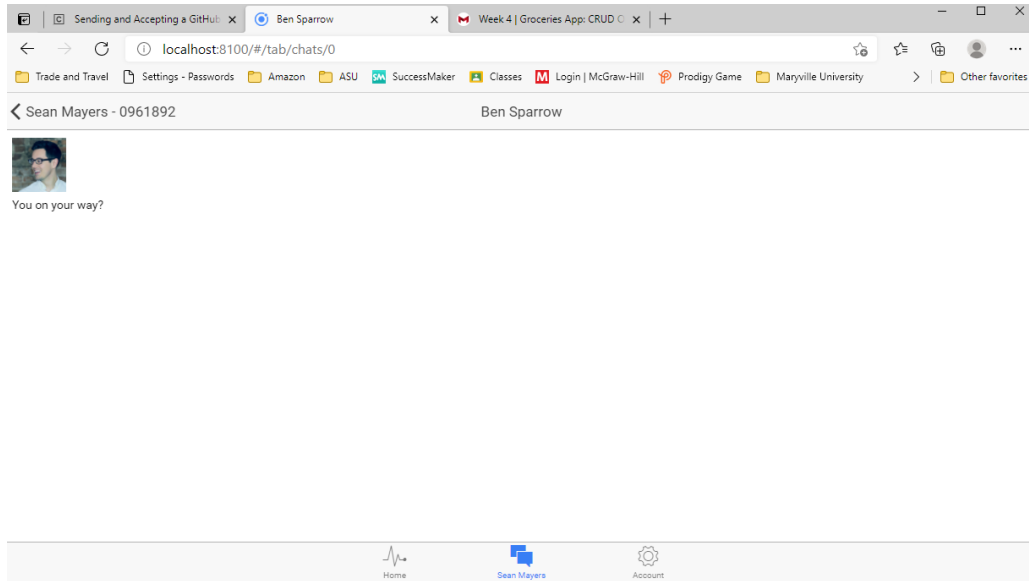 Sending and Accepting a GitHub
Ben Sparrow
Week 4 | Groceries App: CRUD
localhost:8100/#/tab/chats/0
Trade and Travel
Settings - Passwords
Amazon
ASU
SM SuccessMaker
Classes
M Login | McGraw-Hill
Prodigy Game
Maryville University
Other favorites
Sean Mayers - 0961892
Ben Sparrow
You on your way?
Home
Sean Mayers
Account